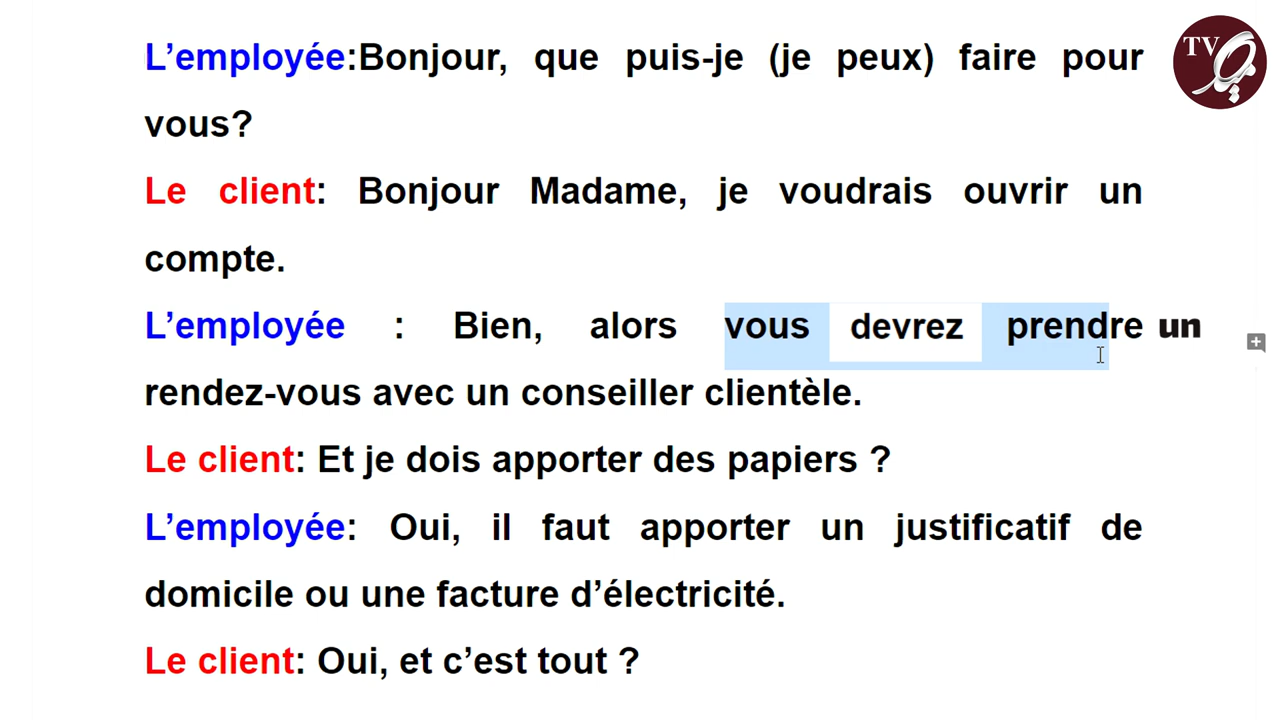 L’employée:Bonjour, que puis-je (je peux) faire pour
vous?
Le client: Bonjour Madame, je voudrais ouvrir un
compte.
L’employée : Bien, alors vous devrez prendre un
rendez-vous avec un conseiller clientèle.
Le client: Et je dois apporter des papiers ?
L’employée: Oui, il faut apporter un justificatif de
domicile ou une facture d’électricité.
Le client: Oui, et c’est tout ?
TV